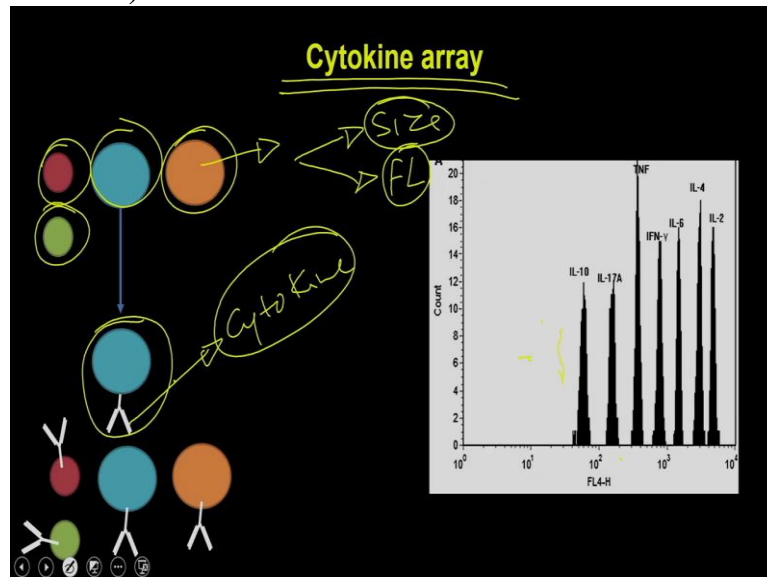 Cytokine array
Size
FL
Cytokine
A
TNF
IL-4
IL-2
IL-6
IFN-γ
IL-10
IL-17A
Count
20
18
16
14
12
10
8
6
4
2
0
10⁰ 10¹ 10² 10³ 10⁴
FL4-H